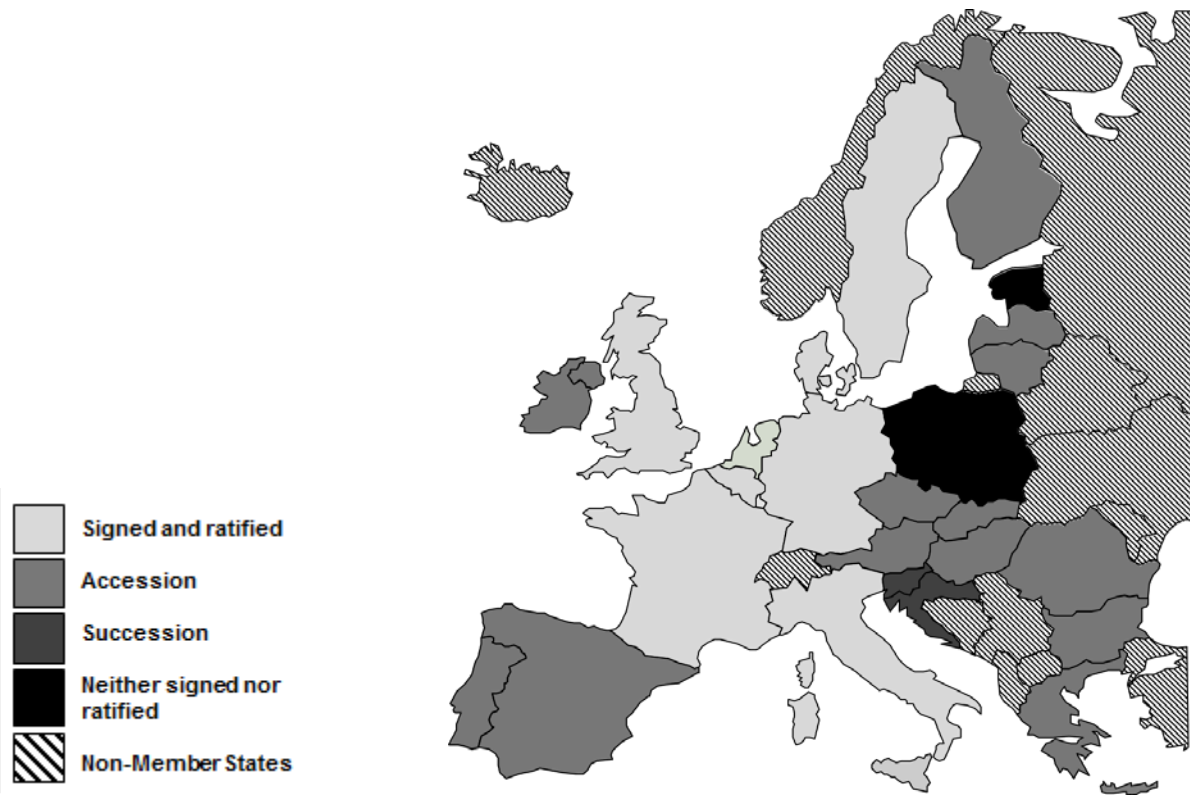 Signed and ratified
Accession
Succession
Neither signed nor
ratified
Non-Member States